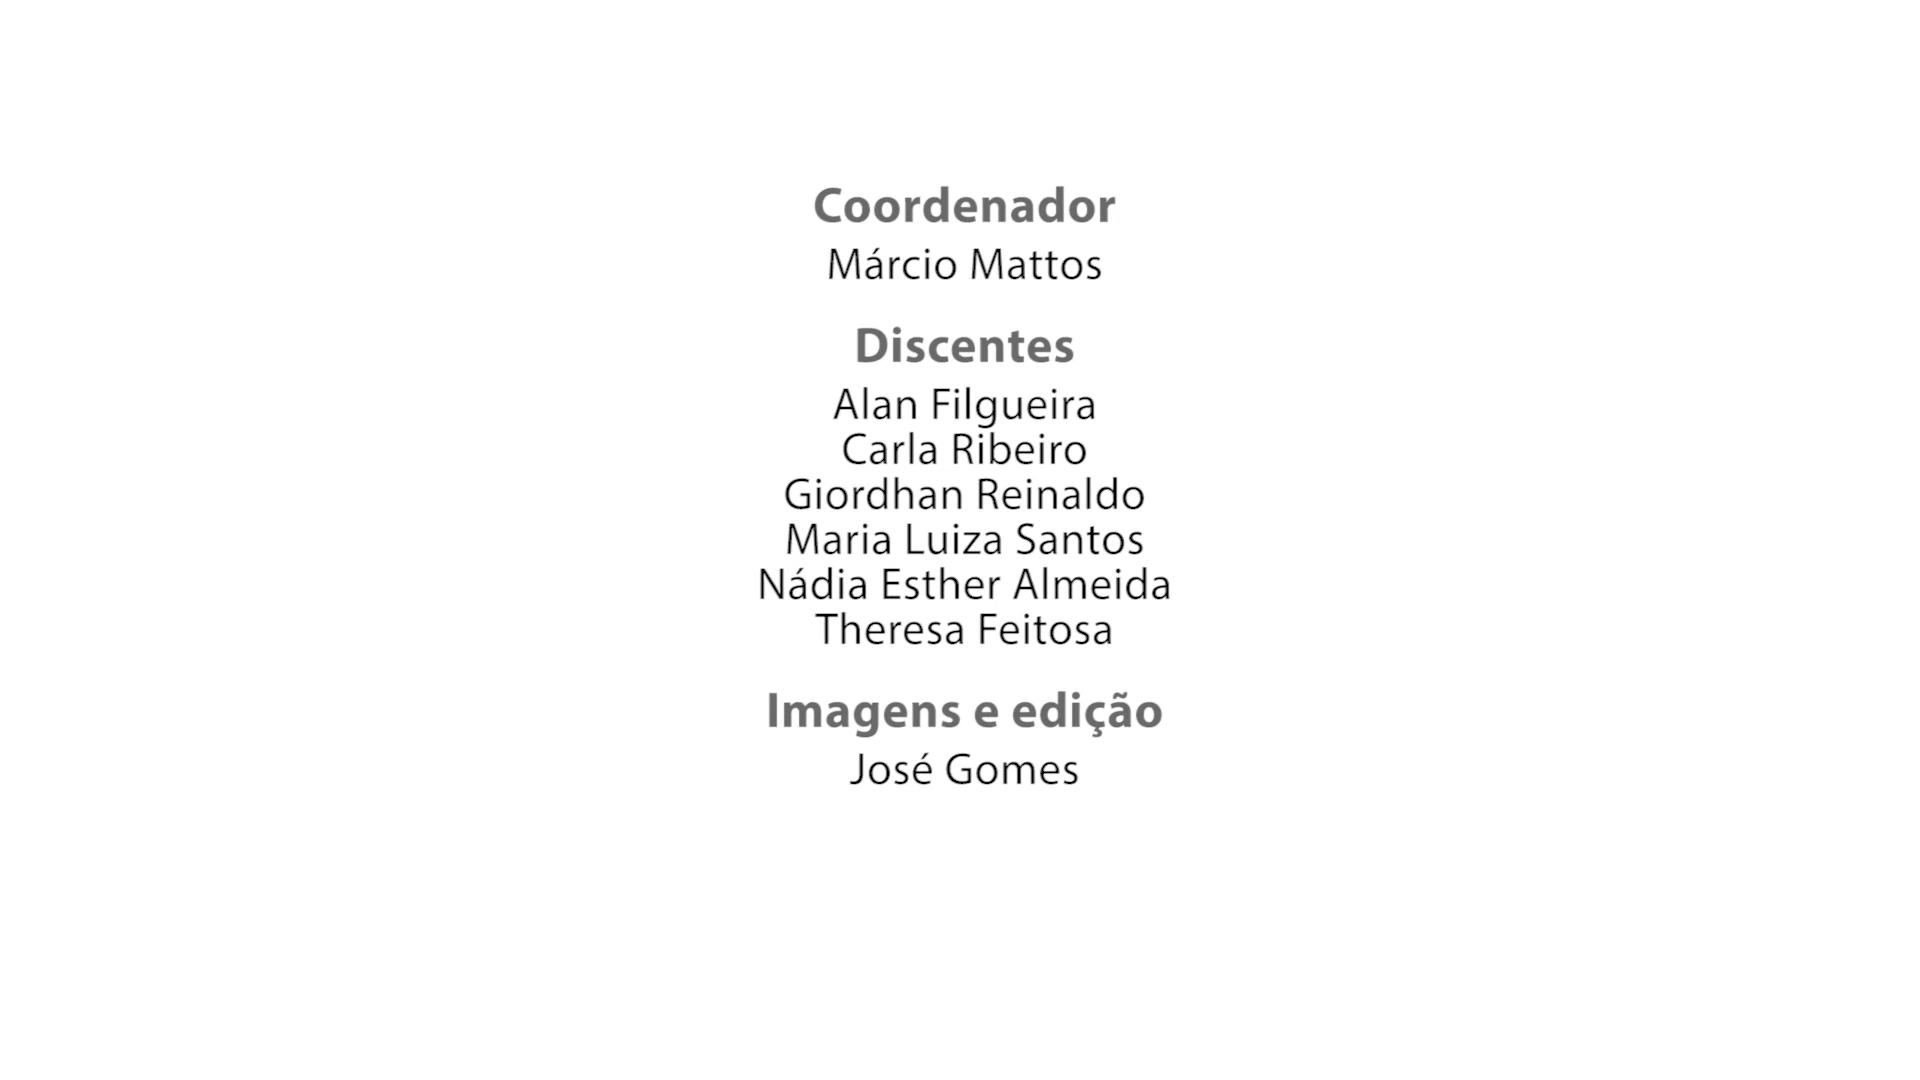 Coordenador
Márcio Mattos
Discentes
Alan Filgueira
Carla Ribeiro
Giordhan Reinaldo
Maria Luiza Santos
Nádia Esther Almeida
Theresa Feitosa
Imagens e edição
José Gomes